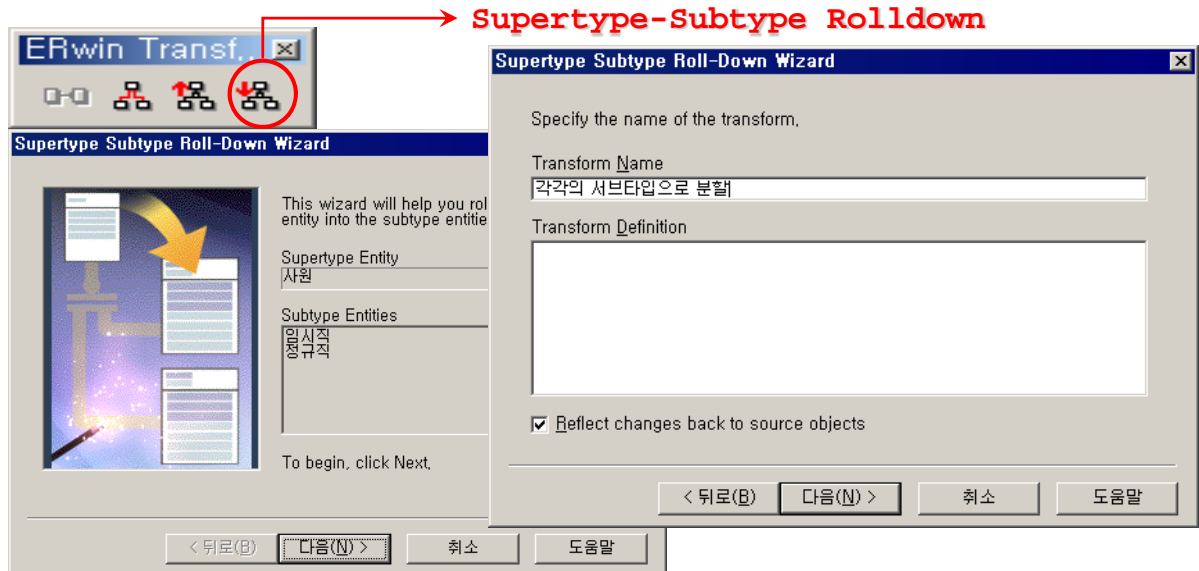 Supertype-Subtype Rolldown
ERwin Transf..
Supertype Subtype Roll-Down Wizard
This wizard will help you rol
entity into the subtype entitie
Supertype Entity
사원
Subtype Entities
임시직
정규직
To begin, click Next,
< 뒤로(B)
다음(N) >
취소
도움말
Supertype Subtype Roll-Down Wizard
Specify the name of the transform,
Transform Name
각각의 서브타입으로 분할
Transform Definition
Reflect changes back to source objects
< 뒤로(B)
다음(N) >
취소
도움말